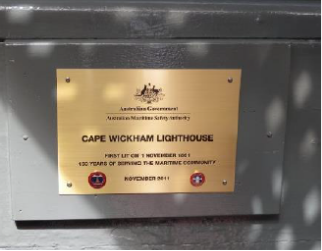 Australian Government
Australian Maritime Safety Authority
CAPE WICKHAM LIGHTHOUSE
FIRST LIT ON 1 NOVEMBER 1861
150 YEARS OF SERVING THE MARITIME COMMUNITY
NOVEMBER 2011